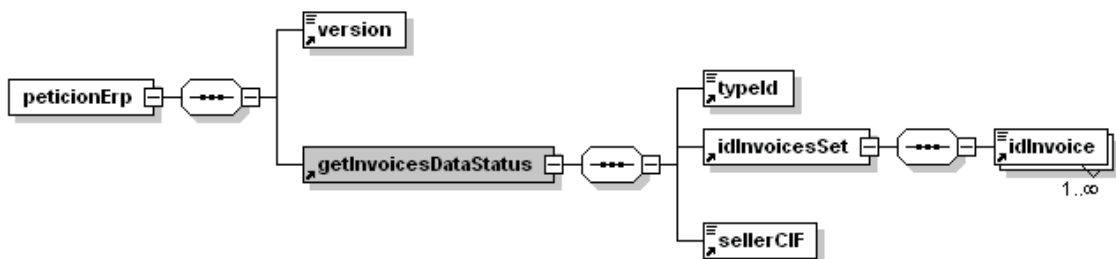 version
peticionErp
typeId
idInvoicesSet
idInvoice
getInvoicesDataStatus
1..∞
sellerCIF